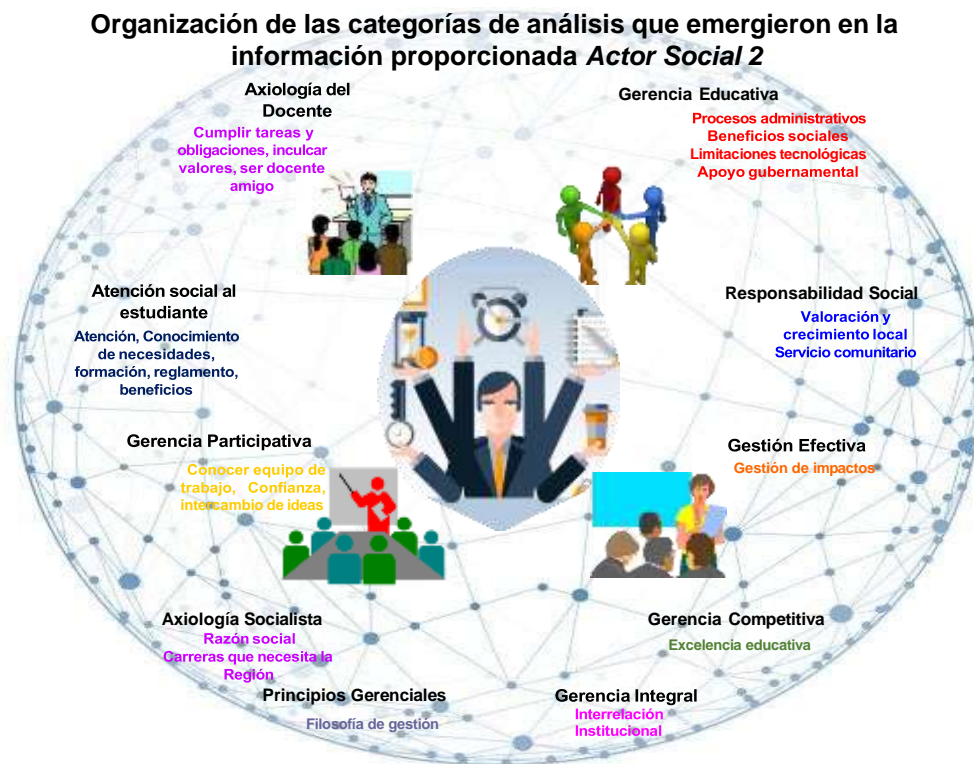 Organización de las categorías de análisis que emergieron en la
información proporcionada Actor Social 2
Axiología del
Docente
Cumplir tareas y
obligaciones, inculcar
valores, ser docente
amigo
Gerencia Educativa
Procesos administrativos
Beneficios sociales
Limitaciones tecnológicas
Apoyo gubernamental
Atención social al
estudiante
Atención, Conocimiento
de necesidades,
formación, reglamento,
beneficios
Responsabilidad Social
Valoración y
crecimiento local
Servicio comunitario
Gerencia Participativa
Conocer equipo de
trabajo, Confianza,
intercambio de ideas
Gestión Efectiva
Gestión de impactos
Axiología Socialista
Razón social
Carreras que necesita la
Región
Gerencia Competitiva
Excelencia educativa
Principios Gerenciales
Filosofía de gestión
Gerencia Integral
Interrelación
Institucional